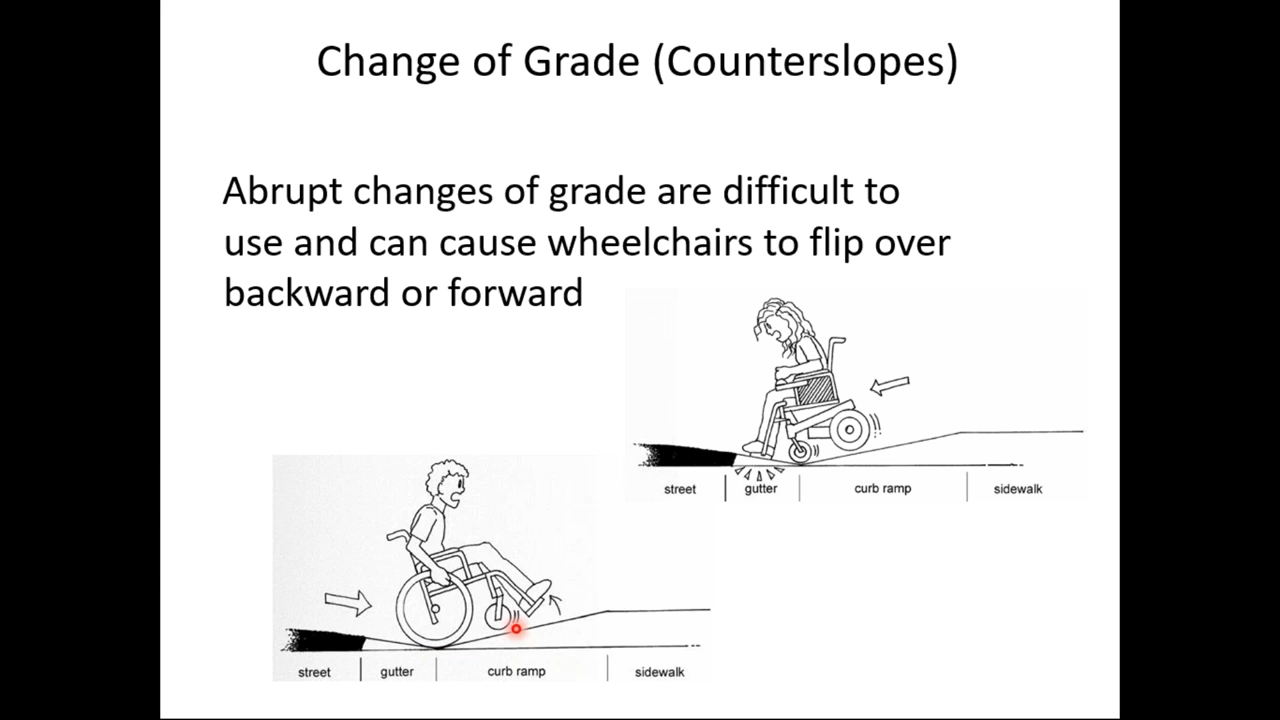 Change of Grade (Counterslopes)
Abrupt changes of grade are difficult to
use and can cause wheelchairs to flip over
backward or forward
street gutter curb ramp sidewalk
street gutter curb ramp sidewalk